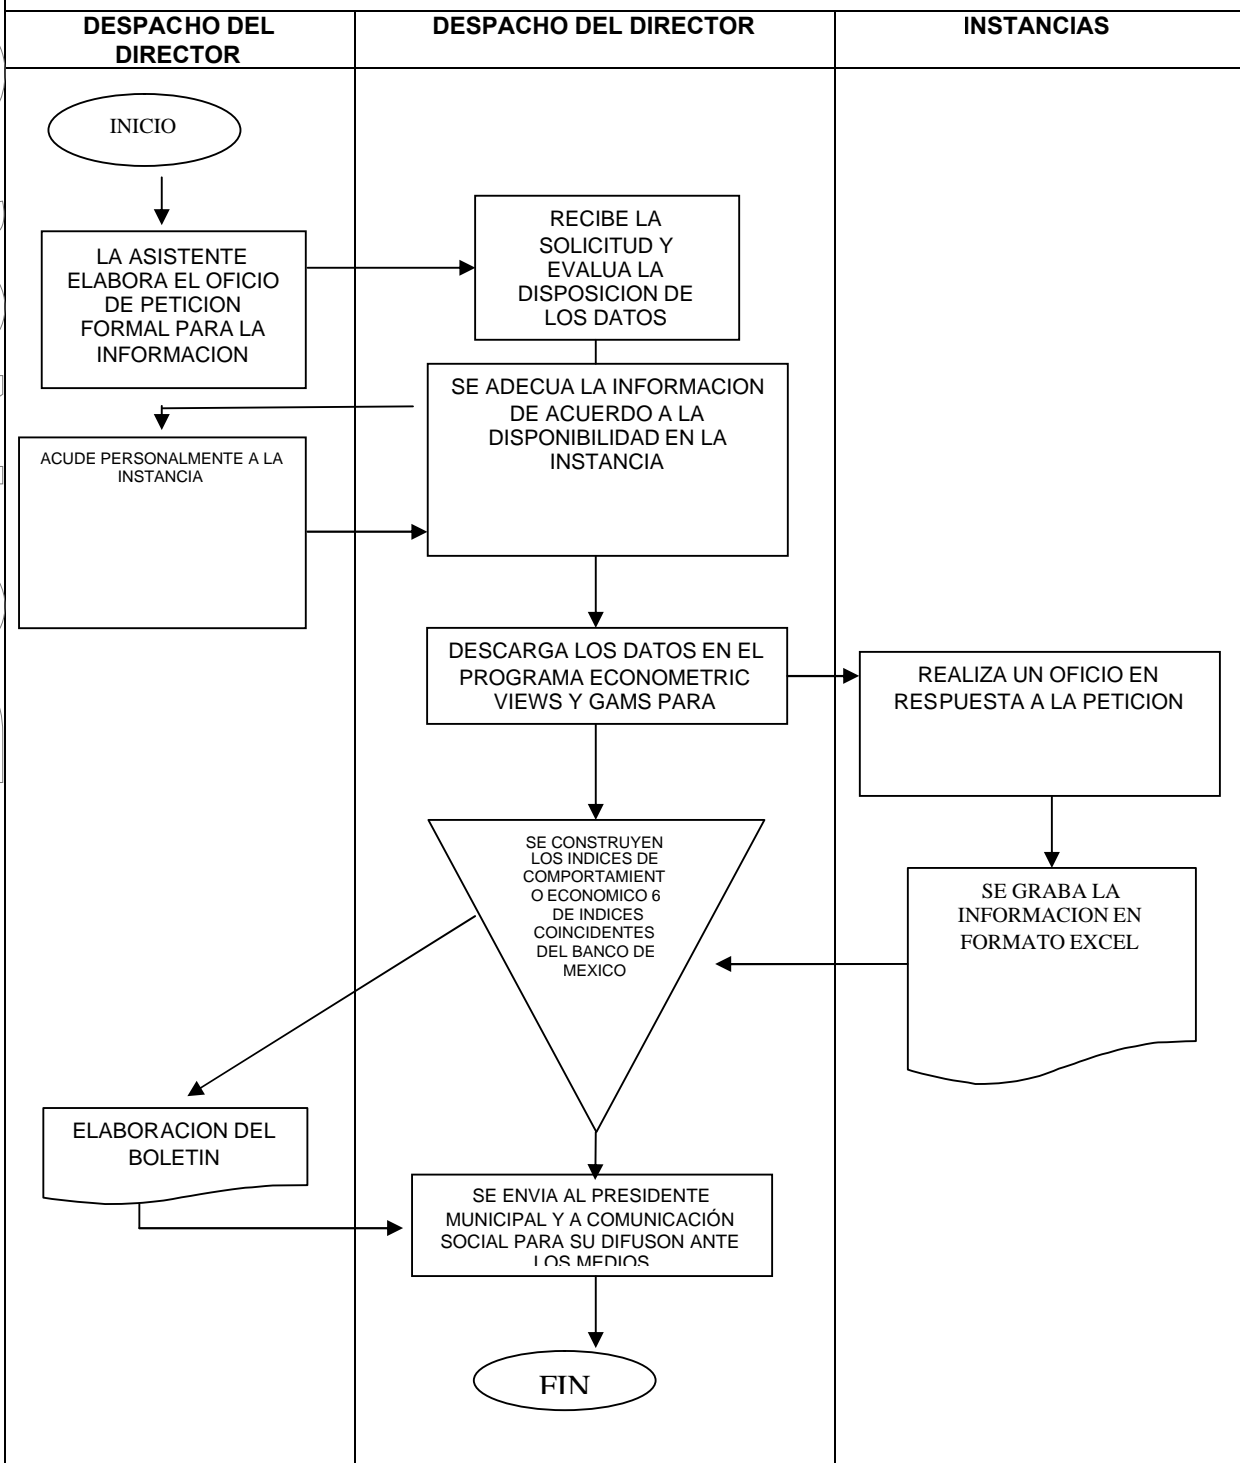 DESPACHO DEL
DIRECTOR
DESPACHO DEL DIRECTOR
INSTANCIAS
INICIO
LA ASISTENTE
ELABORA EL OFICIO
DE PETICION
FORMAL PARA LA
INFORMACION
RECIBE LA
SOLICITUD Y
EVALUA LA
DISPOSICION DE
LOS DATOS
SE ADECUA LA INFORMACION
DE ACUERDO A LA
DISPONIBILIDAD EN LA
INSTANCIA
ACUDE PERSONALMENTE A LA
INSTANCIA
DESCARGA LOS DATOS EN EL
PROGRAMA ECONOMETRIC
VIEWS Y GAMS PARA
REALIZA UN OFICIO EN
RESPUESTA A LA PETICION
SE CONSTRUYEN
LOS INDICES DE
COMPORTAMIENT
O ECONOMICO 6
DE INDICES
COINCIDENTES
DEL BANCO DE
MEXICO
SE GRABA LA
INFORMACION EN
FORMATO EXCEL
ELABORACION DEL
BOLETIN
SE ENVIA AL PRESIDENTE
MUNICIPAL Y A COMUNICACIÓN
SOCIAL PARA SU DIFUSON ANTE
LOS MEDIOS
FIN